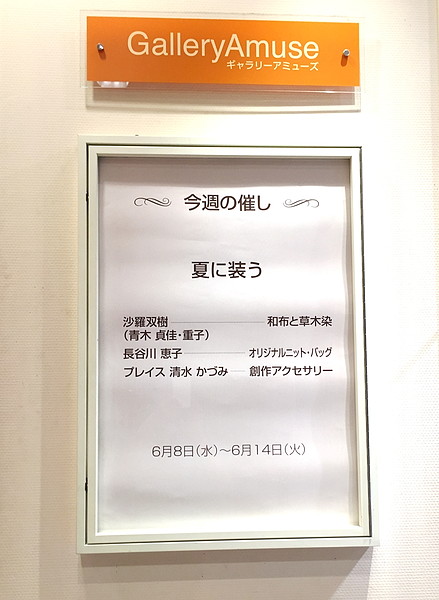 GalleryAmuse
ギャラリーアミューズ
今週の催し
夏に装う
沙羅双樹 和布と草木染
(青木 貞佳・重子)
長谷川 恵子 オリジナルニット・バッグ
プレイス 清水 かづみ 創作アクセサリー
6月8日(水)～6月14日(火)